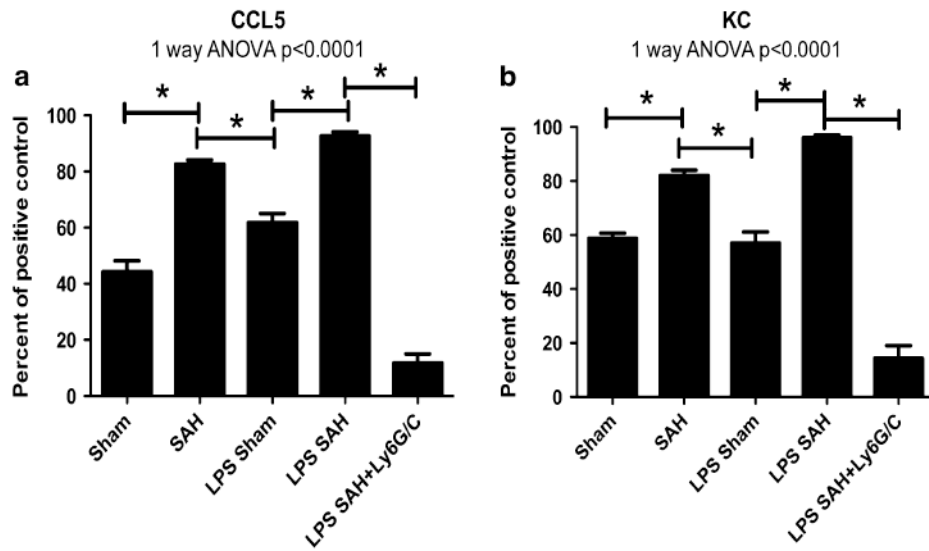 CCL5
1 way ANOVA p<0.0001
a
* * * *
Percent of positive control
100
80
60
40
20
0
Sham
SAH
LPS Sham
LPS SAH
LPS SAH+Ly6G/C
KC
1 way ANOVA p<0.0001
b
* * * *
Percent of positive control
100
80
60
40
20
0
Sham
SAH
LPS Sham
LPS SAH
LPS SAH+Ly6G/C